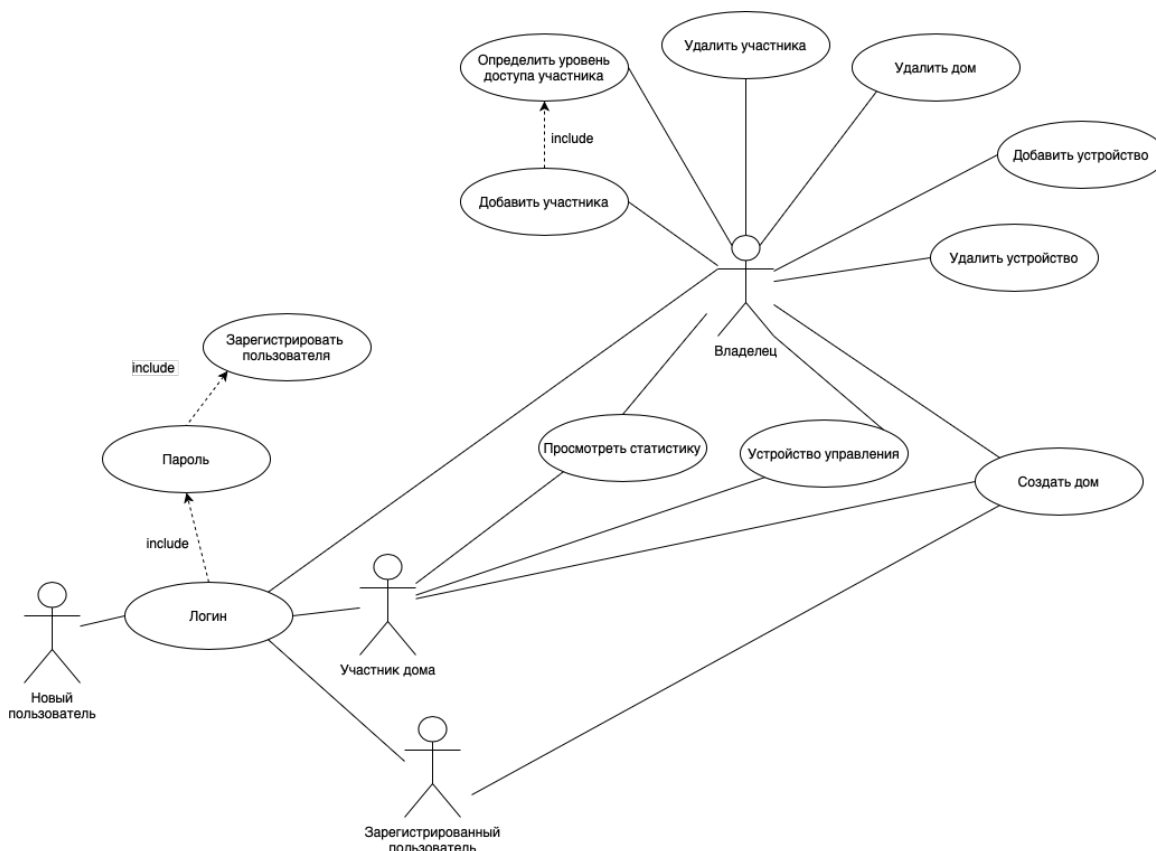 Удалить участника
Определить уровень
доступа участника
Удалить дом
include
Добавить устройство
Добавить участника
Удалить устройство
Зарегистрировать
пользователя
Владелец
include
Просмотреть статистику
Устройство управления
Пароль
Создать дом
include
Логин
Участник дома
Новый
пользователь
Зарегистрированный
пользователь